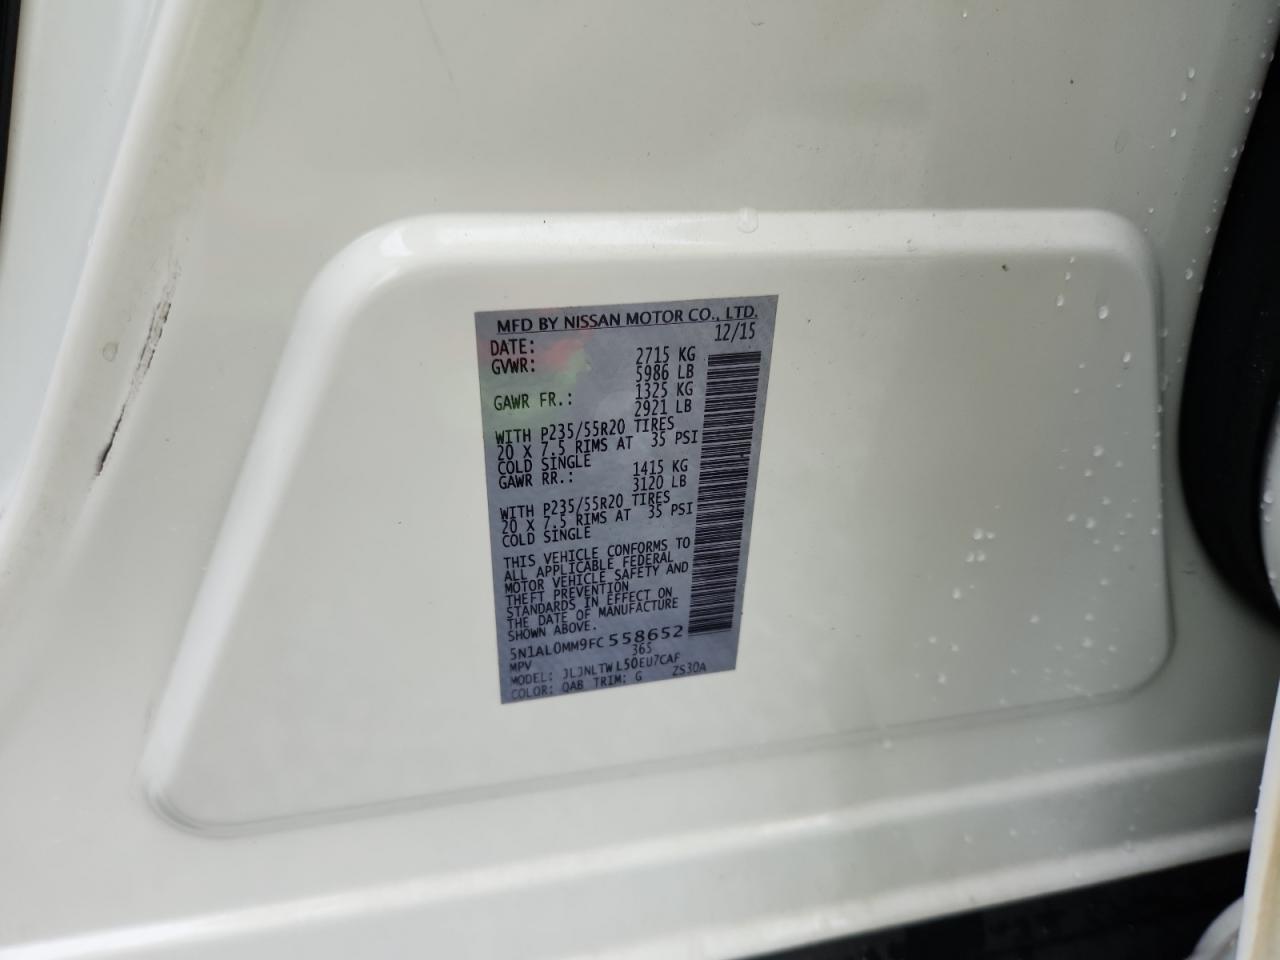 MFD BY NISSAN MOTOR CO., LTD.
DATE: 12/15
GVWR: 2715 KG
5986 LB
GAWR FR.: 1325 KG
2921 LB
WITH P235/55R20 TIRES
20 X 7.5 RIMS AT 35 PSI
COLD SINGLE
GAWR RR.: 1415 KG
3120 LB
WITH P235/55R20 TIRES
20 X 7.5 RIMS AT 35 PSI
COLD SINGLE
THIS VEHICLE CONFORMS TO
ALL APPLICABLE FEDERAL
MOTOR VEHICLE SAFETY AND
THEFT PREVENTION
STANDARDS IN EFFECT ON
THE DATE OF MANUFACTURE
SHOWN ABOVE.
5N1AL0MM9FC558652
MPV 365
MODEL: JLJNLTWL50EU7CAF
COLOR: QAB TRIM: G ZS30A